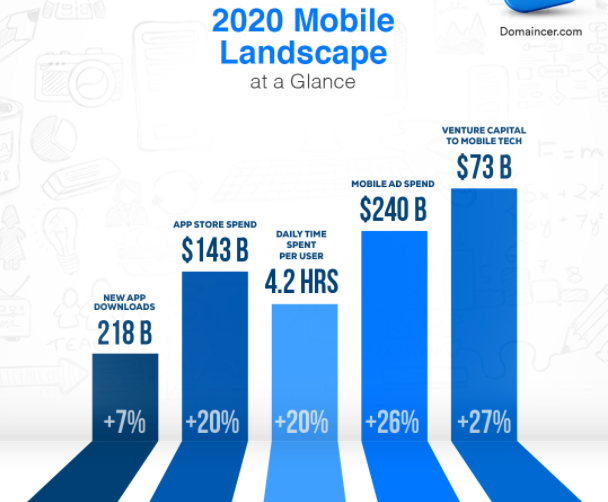 2020 Mobile
Landscape
at a Glance
Domaincer.com
NEW APP
DOWNLOADS
218 B
+7%
APP STORE SPEND
$143 B
+20%
DAILY TIME
SPENT
PER USER
4.2 HRS
+20%
MOBILE AD SPEND
$240 B
+26%
VENTURE CAPITAL
TO MOBILE TECH
$73 B
+27%